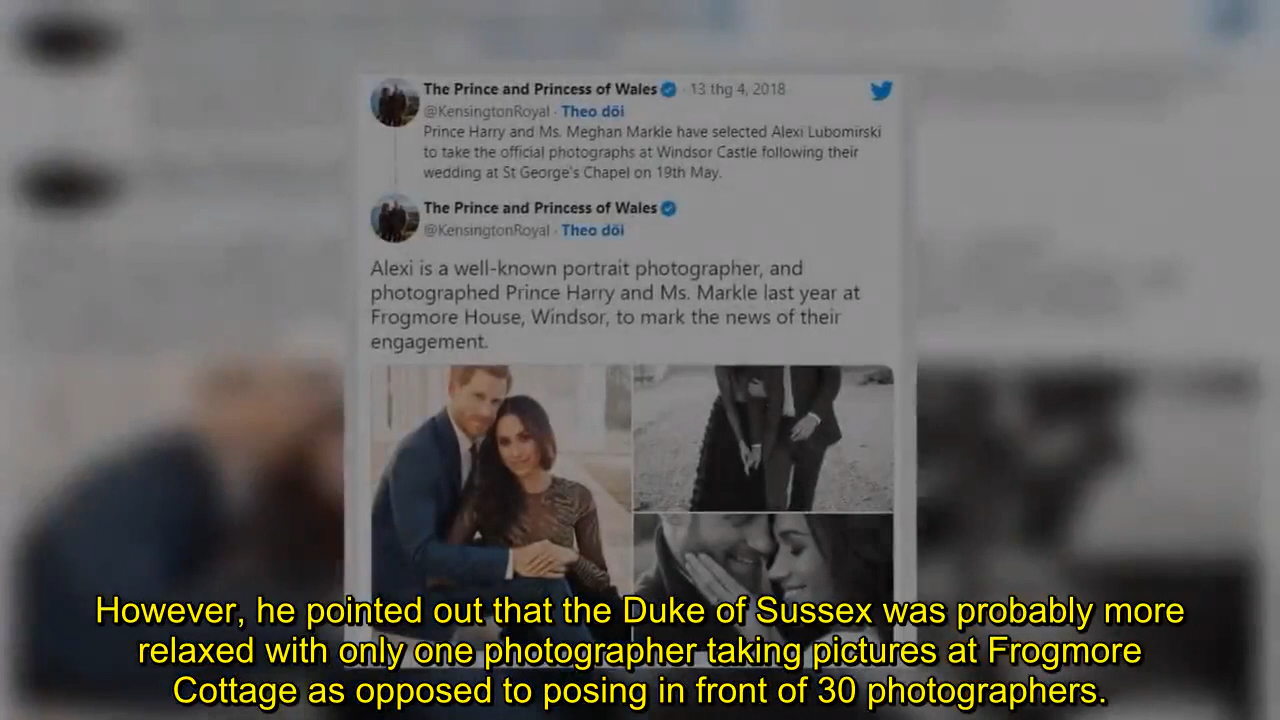 The Prince and Princess of Wales · 13 thg 4, 2018
@KensingtonRoyal · Theo dõi
Prince Harry and Ms. Meghan Markle have selected Alexi Lubomirski
to take the official photographs at Windsor Castle following their
wedding at St George's Chapel on 19th May.
The Prince and Princess of Wales
@KensingtonRoyal · Theo dõi
Alexi is a well-known portrait photographer, and
photographed Prince Harry and Ms. Markle last year at
Frogmore House, Windsor, to mark the news of their
engagement.
However, he pointed out that the Duke of Sussex was probably more
relaxed with only one photographer taking pictures at Frogmore
Cottage as opposed to posing in front of 30 photographers.